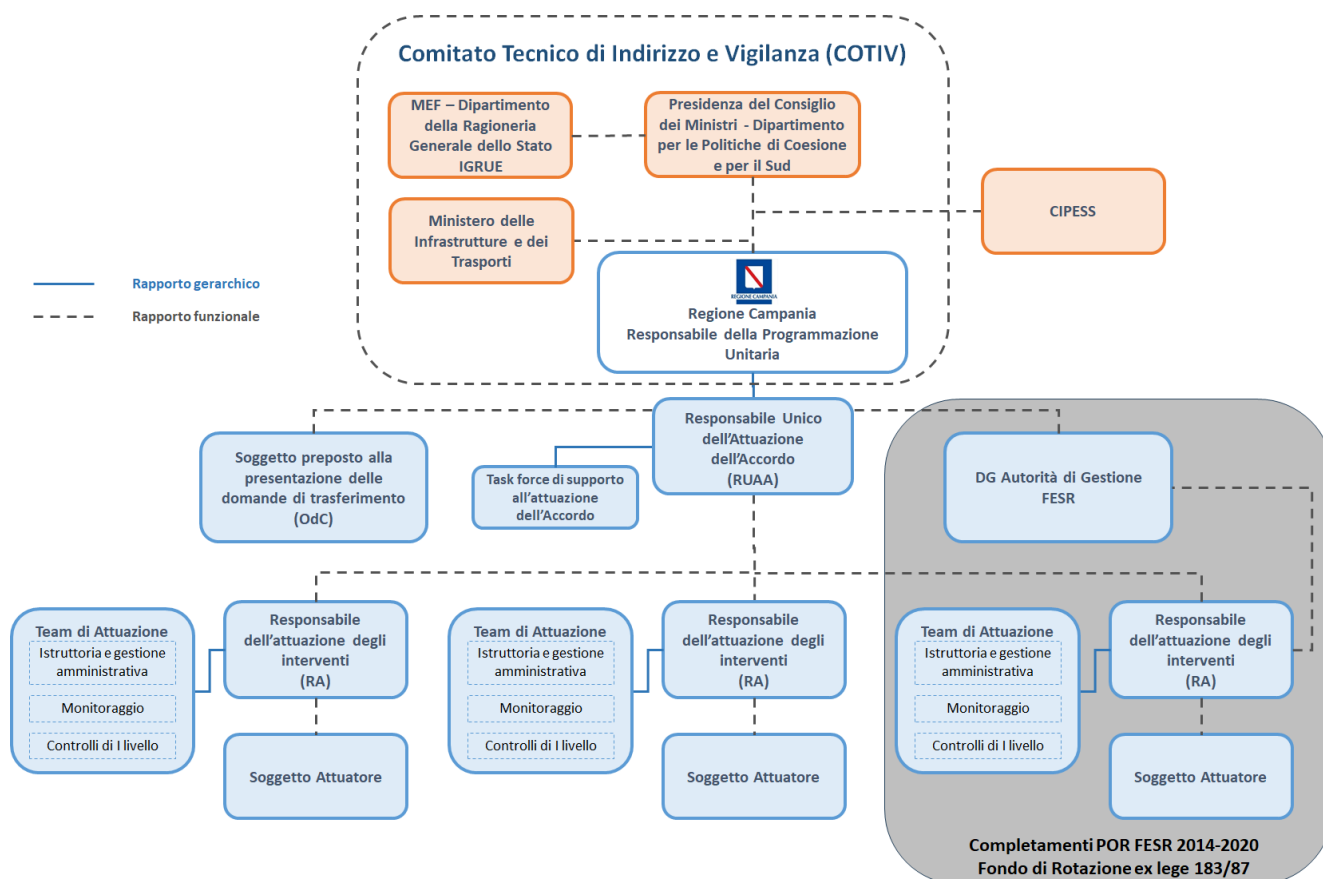 Comitato Tecnico di Indirizzo e Vigilanza (COTIV)
MEF – Dipartimento
della Ragioneria
Generale dello Stato
IGRUE
Presidenza del Consiglio
dei Ministri - Dipartimento
per le Politiche di Coesione
e per il Sud
CIPESS
Ministero delle
Infrastrutture e dei
Trasporti
Rapporto gerarchico
Rapporto funzionale
REGIONE CAMPANIA
Regione Campania
Responsabile della Programmazione
Unitaria
Responsabile Unico
dell’Attuazione
dell’Accordo
(RUAA)
Soggetto preposto alla
presentazione delle
domande di trasferimento
(OdC)
Task force di supporto
all’attuazione
dell’Accordo
DG Autorità di Gestione
FESR
Team di Attuazione
Istruttoria e gestione
amministrativa
Monitoraggio
Controlli di I livello
Responsabile
dell’attuazione degli
interventi
(RA)
Soggetto Attuatore
Team di Attuazione
Istruttoria e gestione
amministrativa
Monitoraggio
Controlli di I livello
Responsabile
dell’attuazione degli
interventi
(RA)
Soggetto Attuatore
Team di Attuazione
Istruttoria e gestione
amministrativa
Monitoraggio
Controlli di I livello
Responsabile
dell’attuazione degli
interventi
(RA)
Soggetto Attuatore
Completamenti POR FESR 2014-2020
Fondo di Rotazione ex lege 183/87